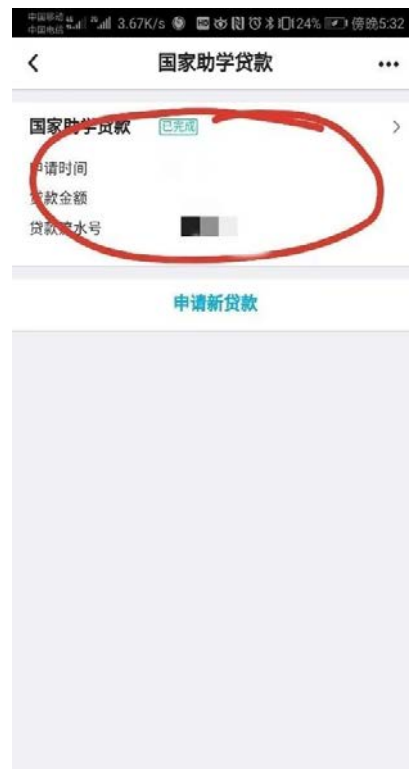 中国移动
中国电信 3.67K/s 24% 傍晚5:32
国家助学贷款
国家助学贷款 已完成
申请时间
贷款金额
贷款流水号
申请新贷款